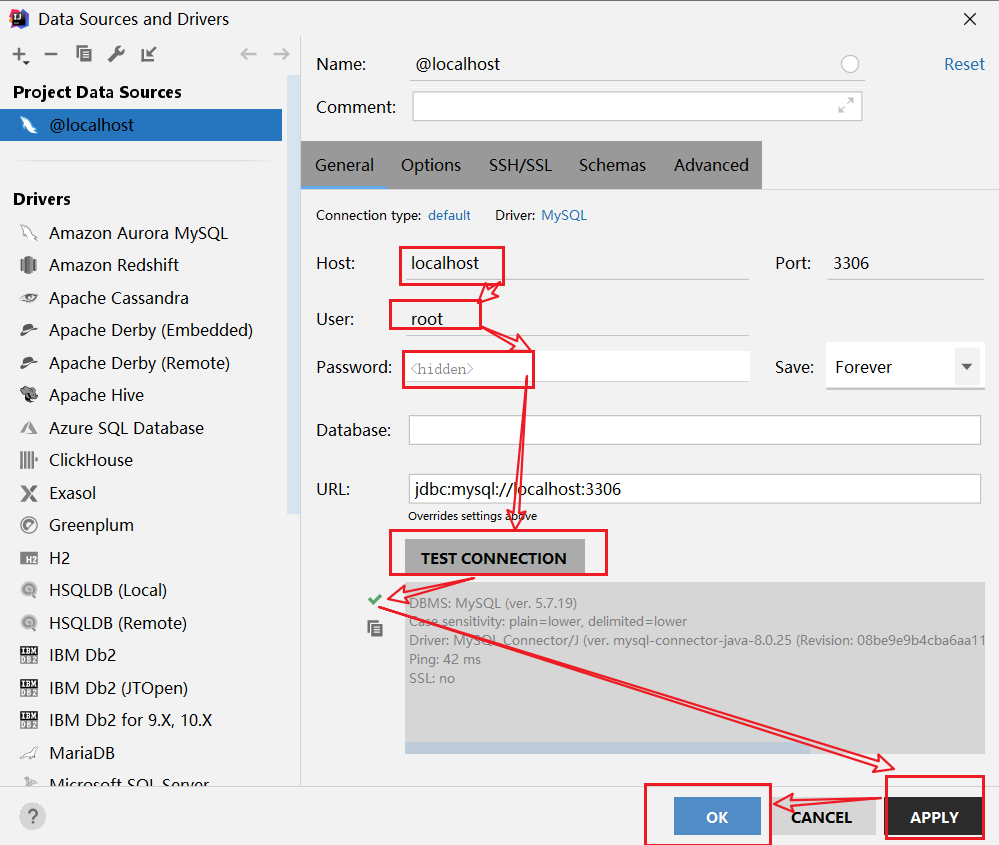 Data Sources and Drivers
Project Data Sources
@localhost
Drivers
Amazon Aurora MySQL
Amazon Redshift
Apache Cassandra
Apache Derby (Embedded)
Apache Derby (Remote)
Apache Hive
Azure SQL Database
ClickHouse
Exasol
Greenplum
H2
HSQLDB (Local)
HSQLDB (Remote)
IBM Db2
IBM Db2 (JTOpen)
IBM Db2 for 9.X, 10.X
MariaDB
Microsoft SQL Server
Name: @localhost Reset
Comment:
General Options SSH/SSL Schemas Advanced
Connection type: default Driver: MySQL
Host: localhost Port: 3306
User: root
Password: <hidden> Save: Forever
Database:
URL: jdbc:mysql://localhost:3306
Overrides settings above
TEST CONNECTION
DBMS: MySQL (ver. 5.7.19)
Case sensitivity: plain=lower, delimited=lower
Driver: MySQL Connector/J (ver. mysql-connector-java-8.0.25 (Revision: 08be9e9b4cba6aa11
Ping: 42 ms
SSL: no
? OK CANCEL APPLY